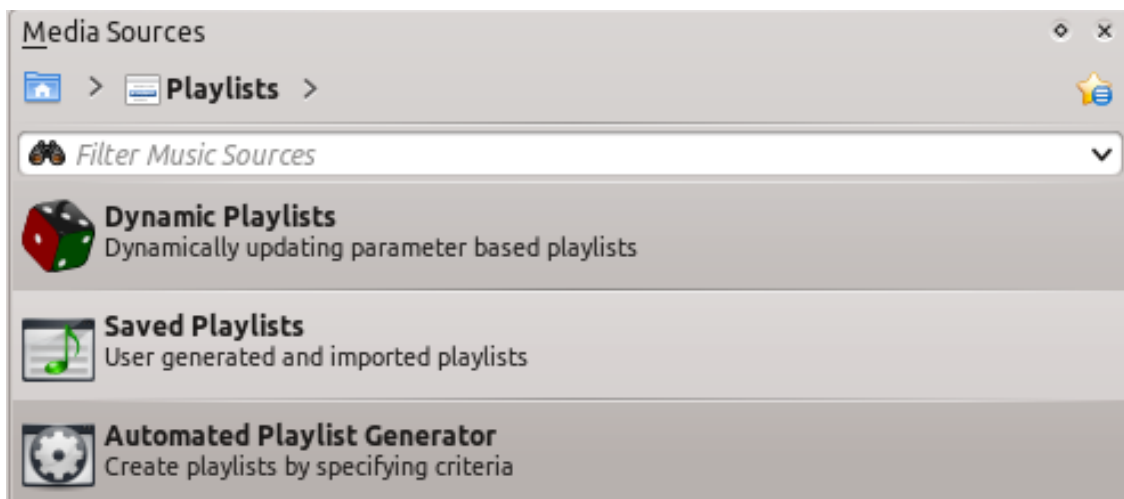 Media Sources
> Playlists >
Filter Music Sources
Dynamic Playlists
Dynamically updating parameter based playlists
Saved Playlists
User generated and imported playlists
Automated Playlist Generator
Create playlists by specifying criteria